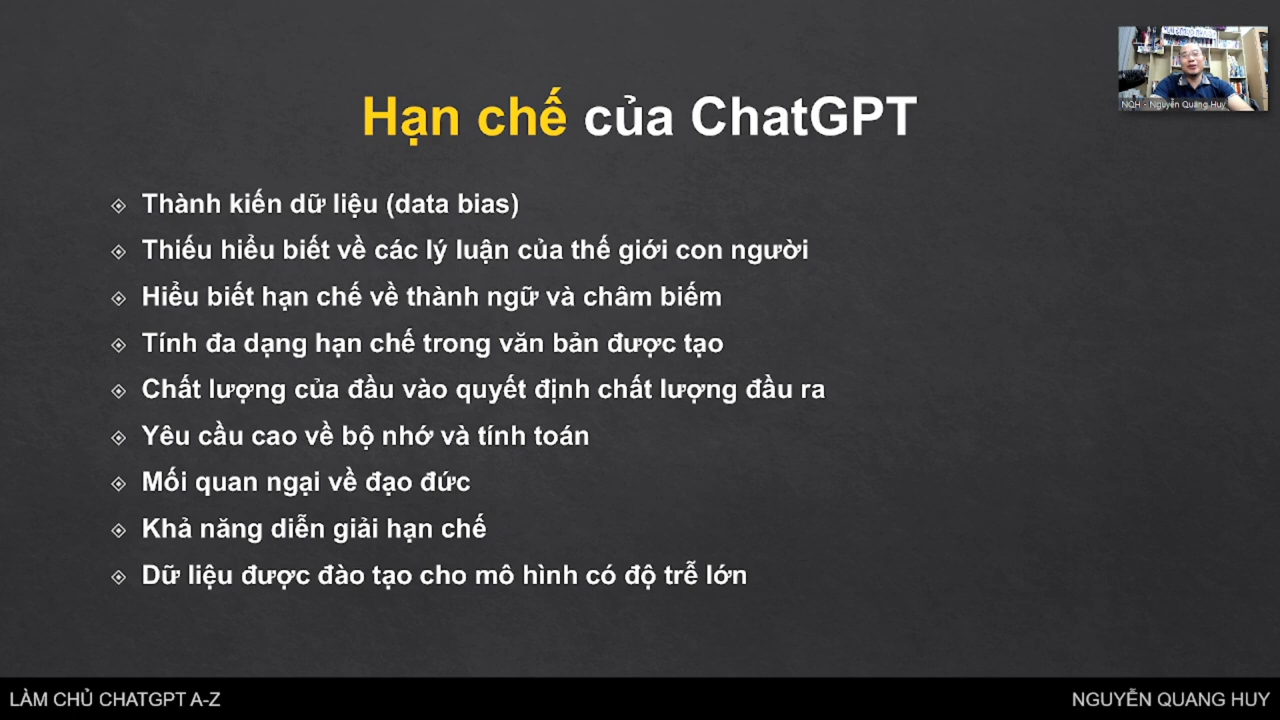 Hạn chế của ChatGPT
Thành kiến dữ liệu (data bias)
Thiếu hiểu biết về các lý luận của thế giới con người
Hiểu biết hạn chế về thành ngữ và châm biếm
Tính đa dạng hạn chế trong văn bản được tạo
Chất lượng của đầu vào quyết định chất lượng đầu ra
Yêu cầu cao về bộ nhớ và tính toán
Mối quan ngại về đạo đức
Khả năng diễn giải hạn chế
Dữ liệu được đào tạo cho mô hình có độ trễ lớn
NQH - Nguyễn Quang Huy
LÀM CHỦ CHATGPT A-Z
NGUYỄN QUANG HUY